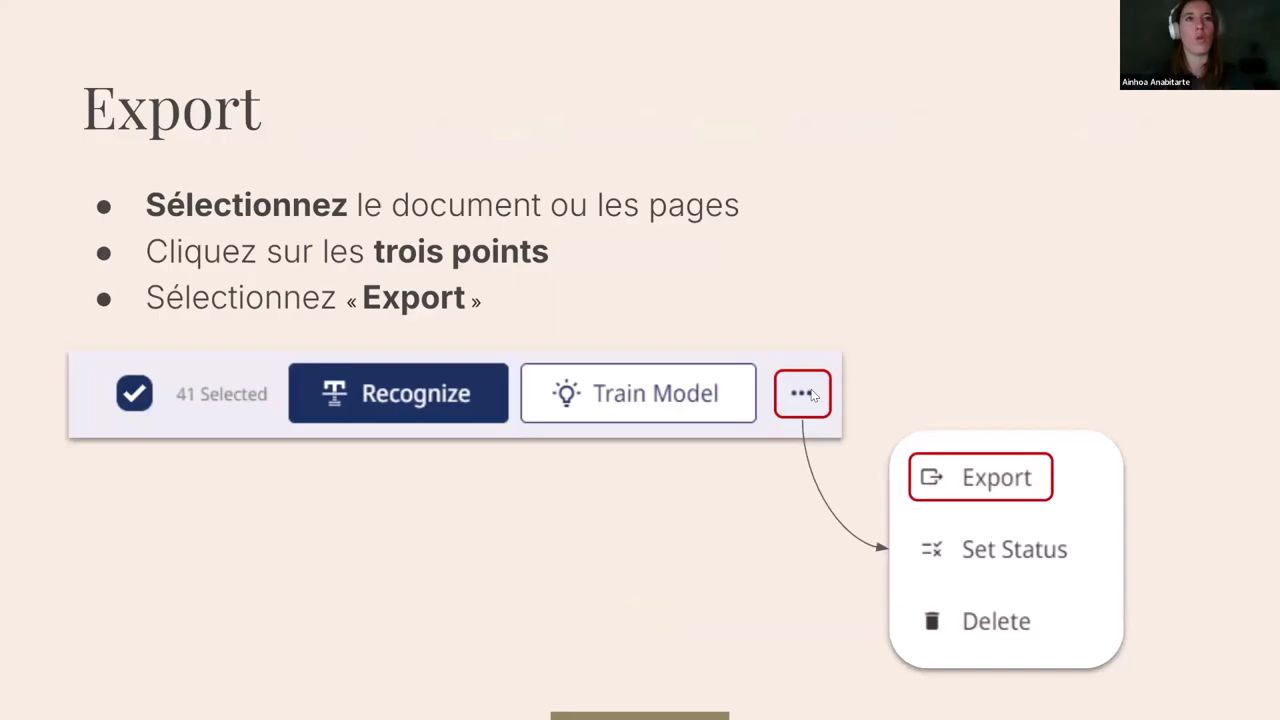 Ainhoa Anabitarte
Export
● Sélectionnez le document ou les pages
● Cliquez sur les trois points
● Sélectionnez « Export »
41 Selected Recognize Train Model ...
Export
Set Status
Delete